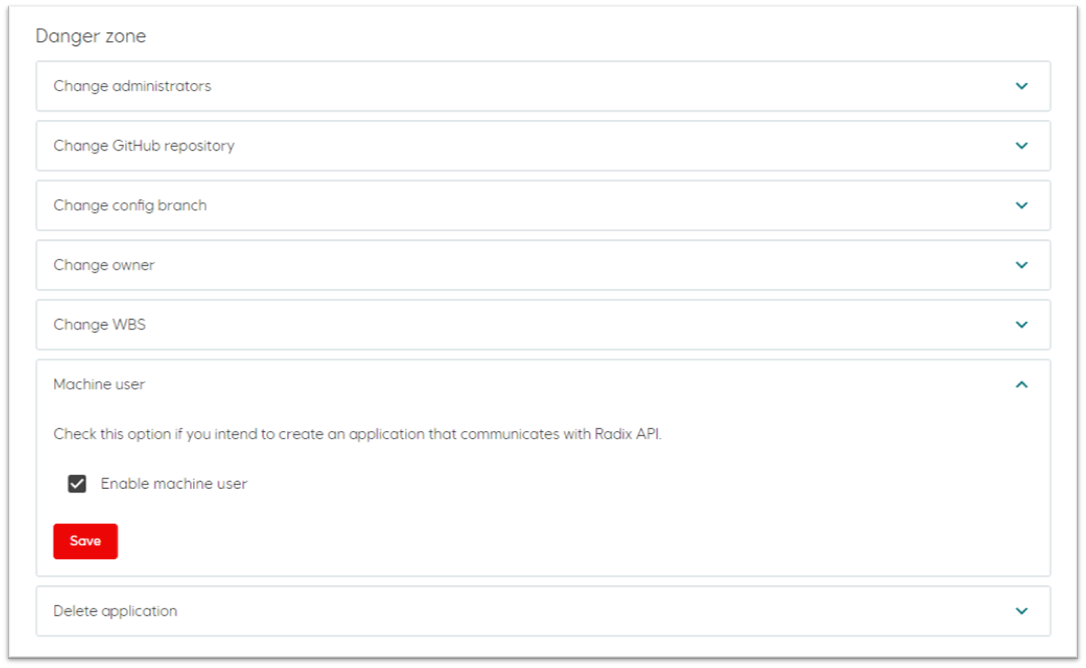 Danger zone
Change administrators
Change GitHub repository
Change config branch
Change owner
Change WBS
Machine user
Check this option if you intend to create an application that communicates with Radix API.
Enable machine user
Save
Delete application